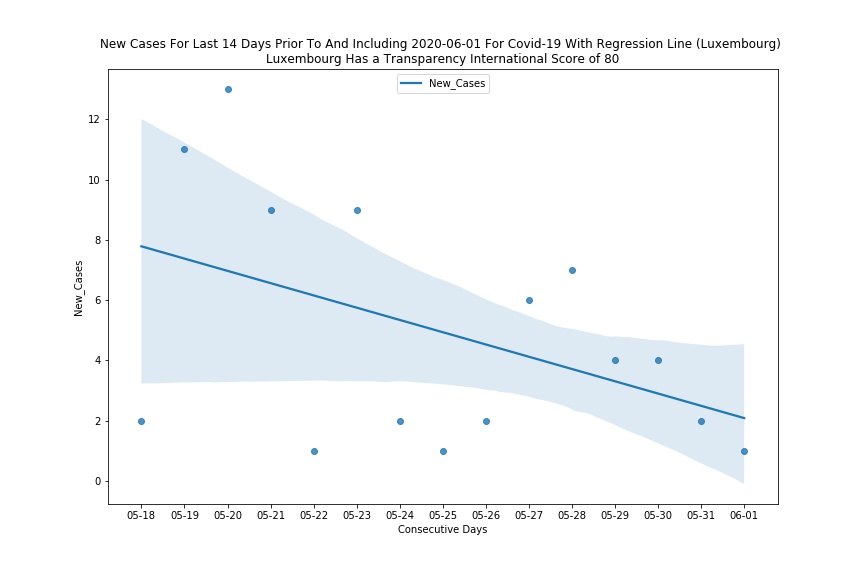 New Cases For Last 14 Days Prior To And Including 2020-06-01 For Covid-19 With Regression Line (Luxembourg)
Luxembourg Has a Transparency International Score of 80
New_Cases
New_Cases
12
10
8
6
4
2
0
05-18 05-19 05-20 05-21 05-22 05-23 05-24 05-25 05-26 05-27 05-28 05-29 05-30 05-31 06-01
Consecutive Days